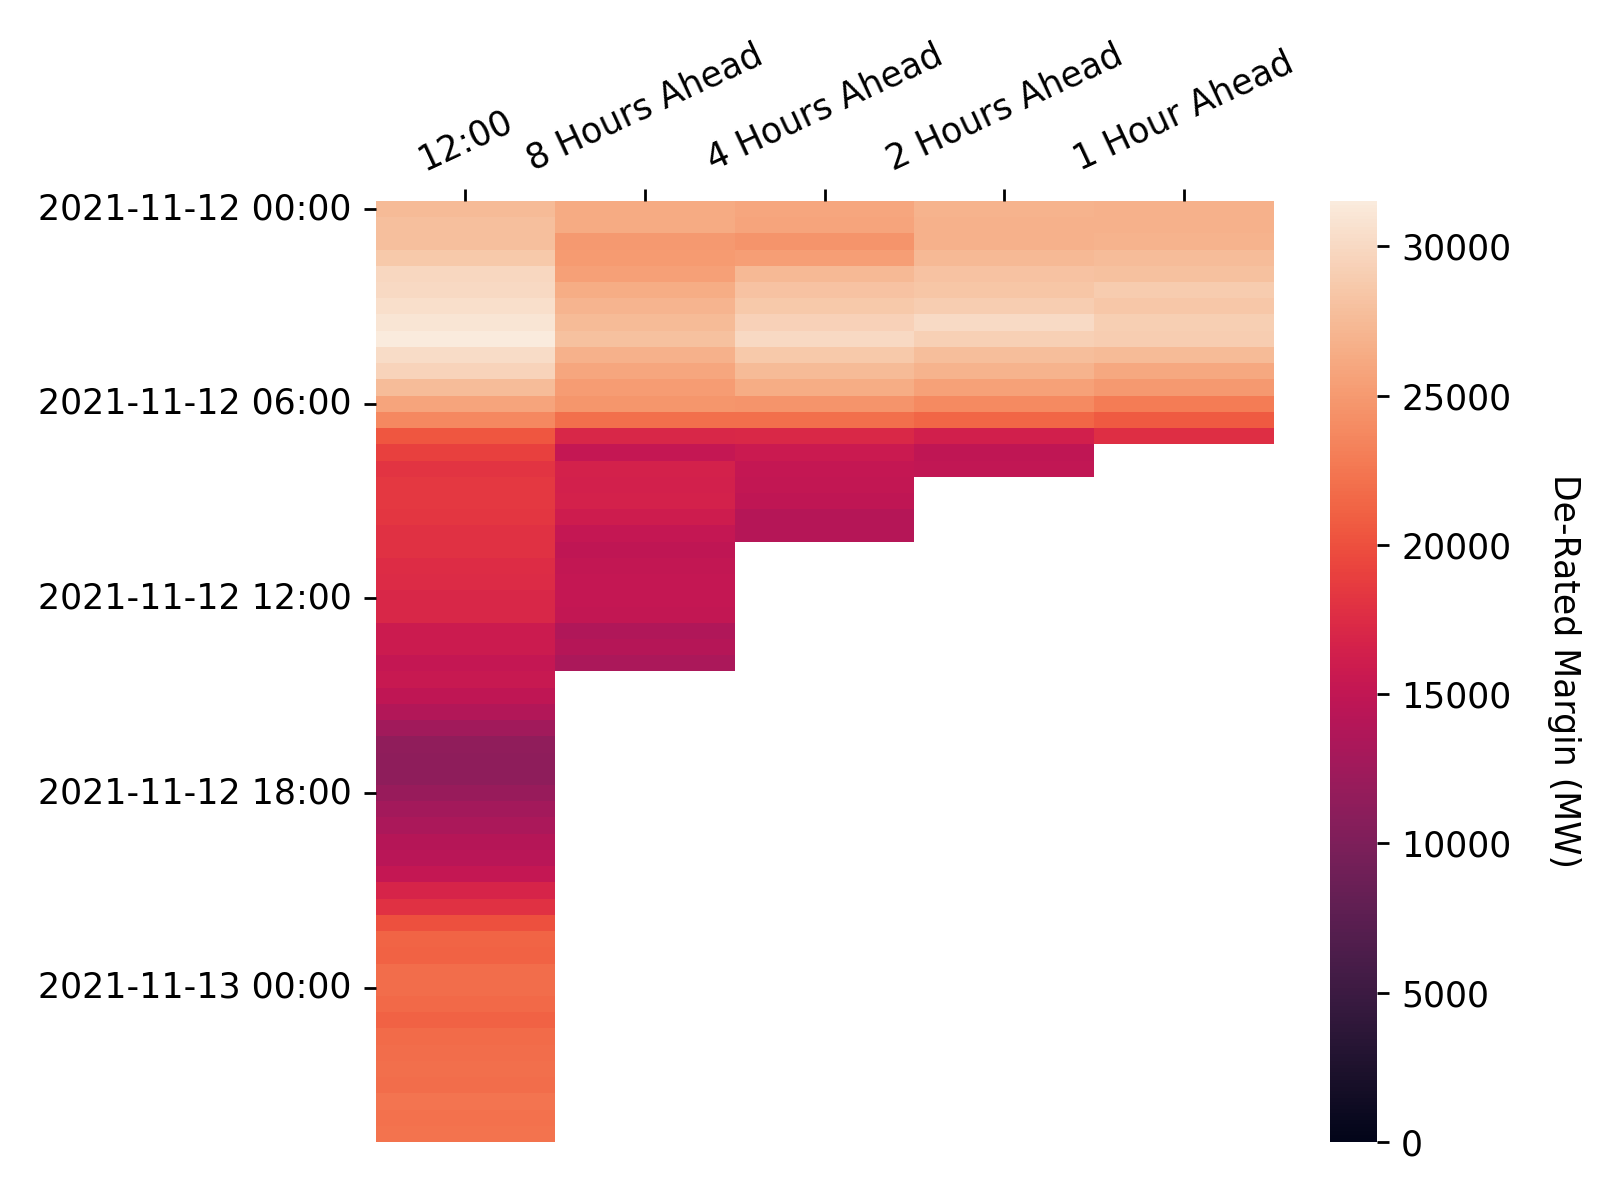 12:00
8 Hours Ahead
4 Hours Ahead
2 Hours Ahead
1 Hour Ahead
2021-11-12 00:00
2021-11-12 06:00
2021-11-12 12:00
2021-11-12 18:00
2021-11-13 00:00
30000
25000
20000
15000
10000
5000
0
De-Rated Margin (MW)